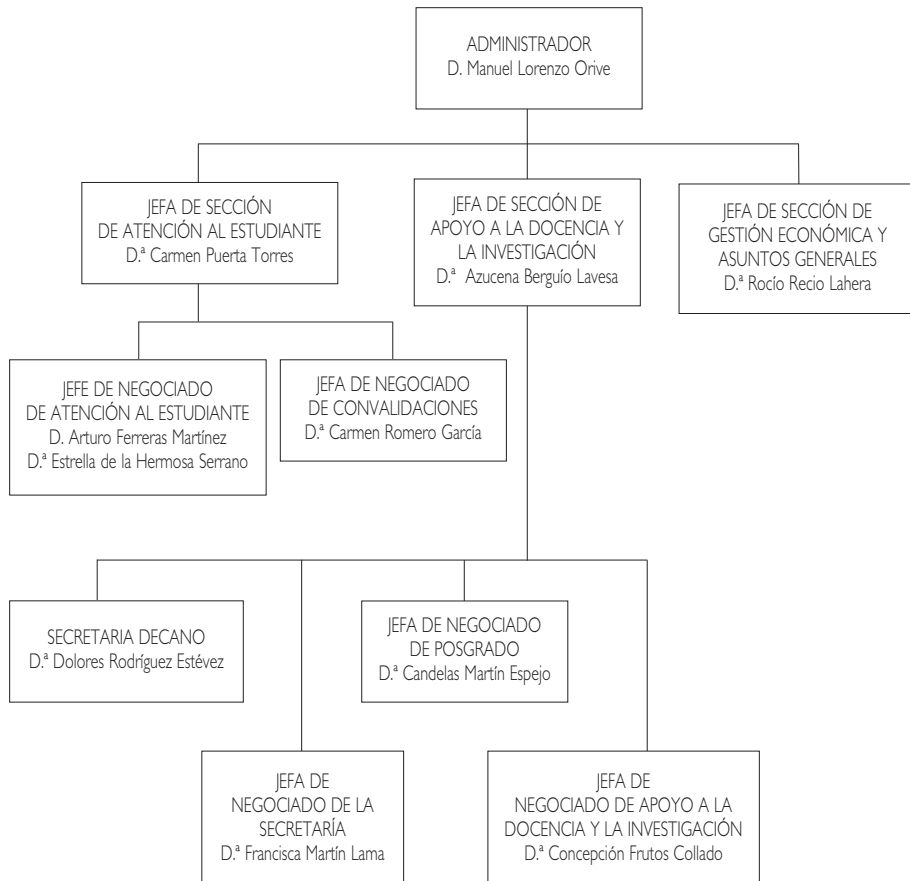 ADMINISTRADOR
D. Manuel Lorenzo Orive
JEFA DE SECCIÓN
DE ATENCIÓN AL ESTUDIANTE
D.ª Carmen Puerta Torres
JEFA DE SECCIÓN DE
APOYO A LA DOCENCIA Y
LA INVESTIGACIÓN
D.ª Azucena Berguío Lavesa
JEFA DE SECCIÓN DE
GESTIÓN ECONÓMICA Y
ASUNTOS GENERALES
D.ª Rocío Recio Lahera
JEFE DE NEGOCIADO
DE ATENCIÓN AL ESTUDIANTE
D. Arturo Ferreras Martínez
D.ª Estrella de la Hermosa Serrano
JEFA DE NEGOCIADO
DE CONVALIDACIONES
D.ª Carmen Romero García
SECRETARIA DECANO
D.ª Dolores Rodríguez Estévez
JEFA DE NEGOCIADO
DE POSGRADO
D.ª Candelas Martín Espejo
JEFA DE
NEGOCIADO DE LA
SECRETARÍA
D.ª Francisca Martín Lama
JEFA DE
NEGOCIADO DE APOYO A LA
DOCENCIA Y LA INVESTIGACIÓN
D.ª Concepción Frutos Collado